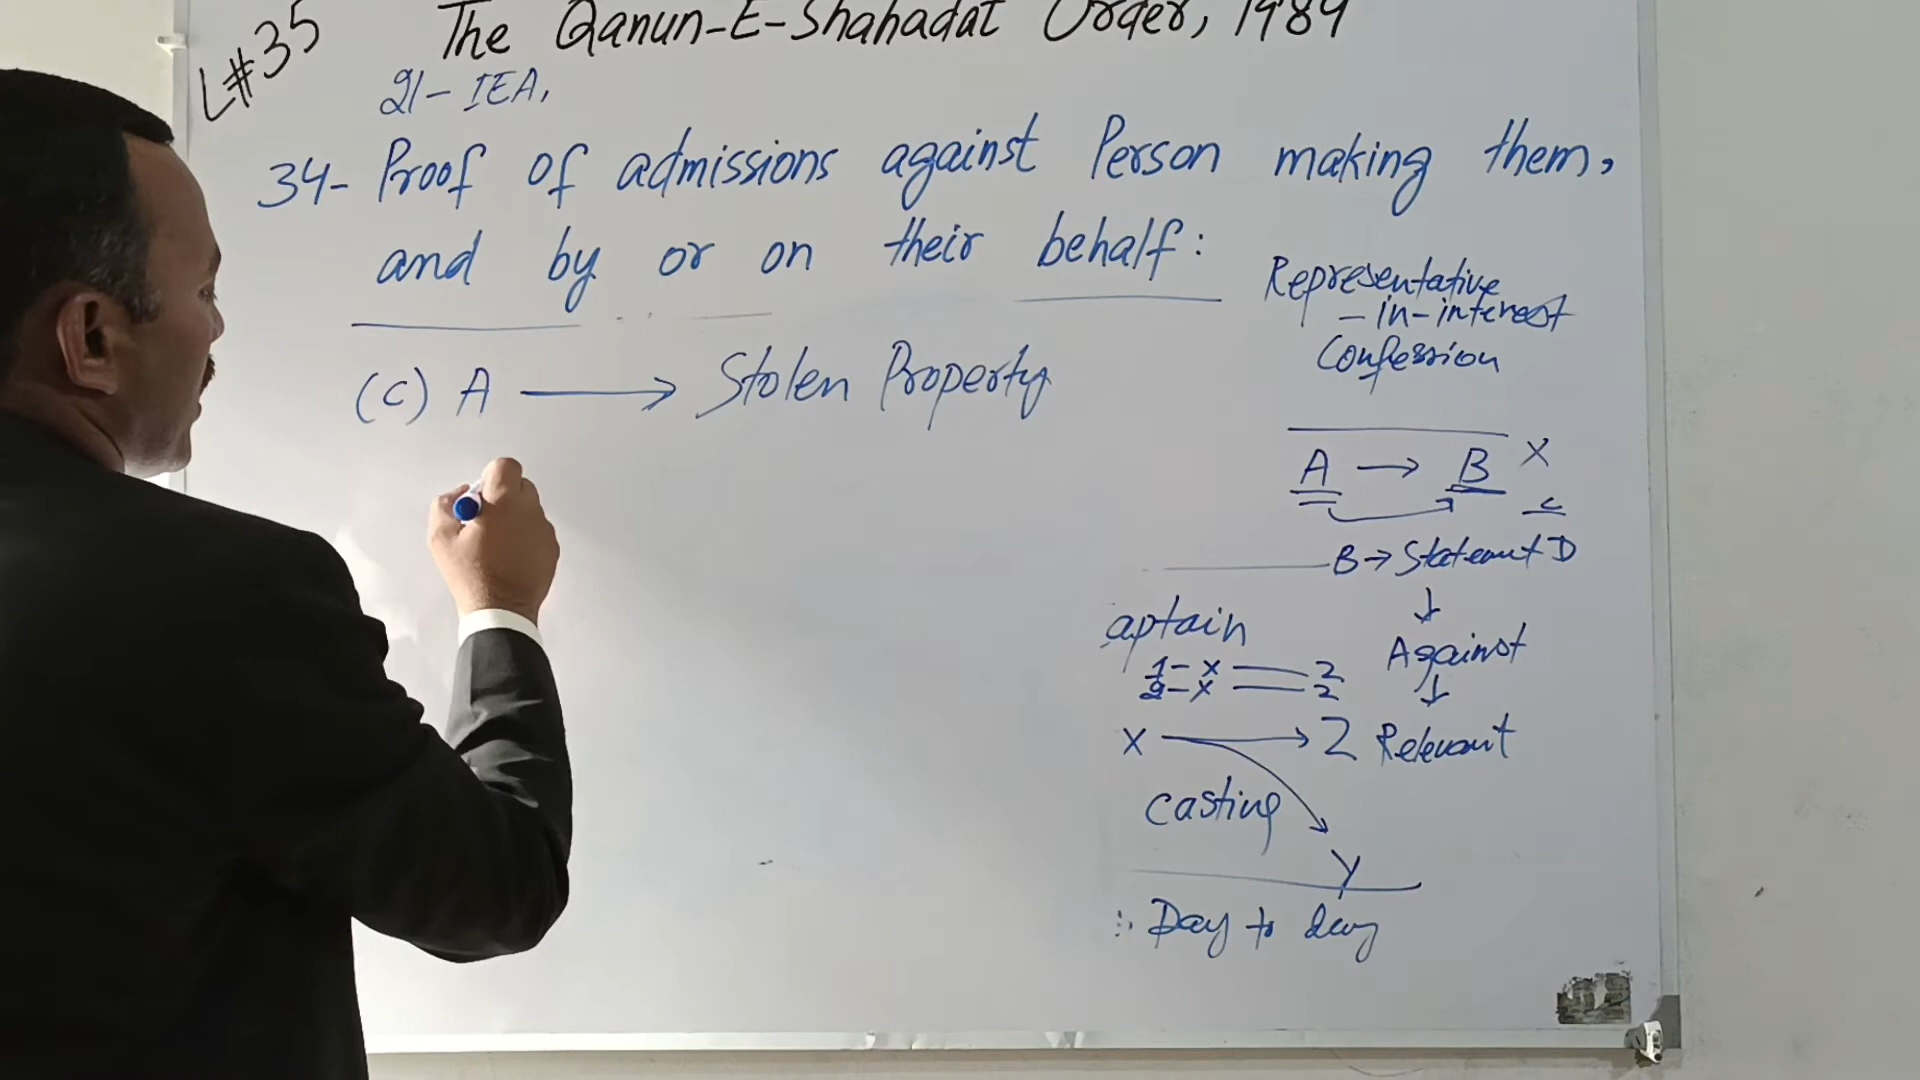 L#35
The Qanun-E-Shahadat Order, 1984
21- IEA,
34- Proof of admissions against Person making them,
and by or on their behalf:
Representative
- in-interest
Confession
(C) A → Stolen Property
A → B X
C
B → Statement D
↓
Against
↓
Relevant
aptain
1- X 2
2- X 2
X → Z
casting
Y
Day to day